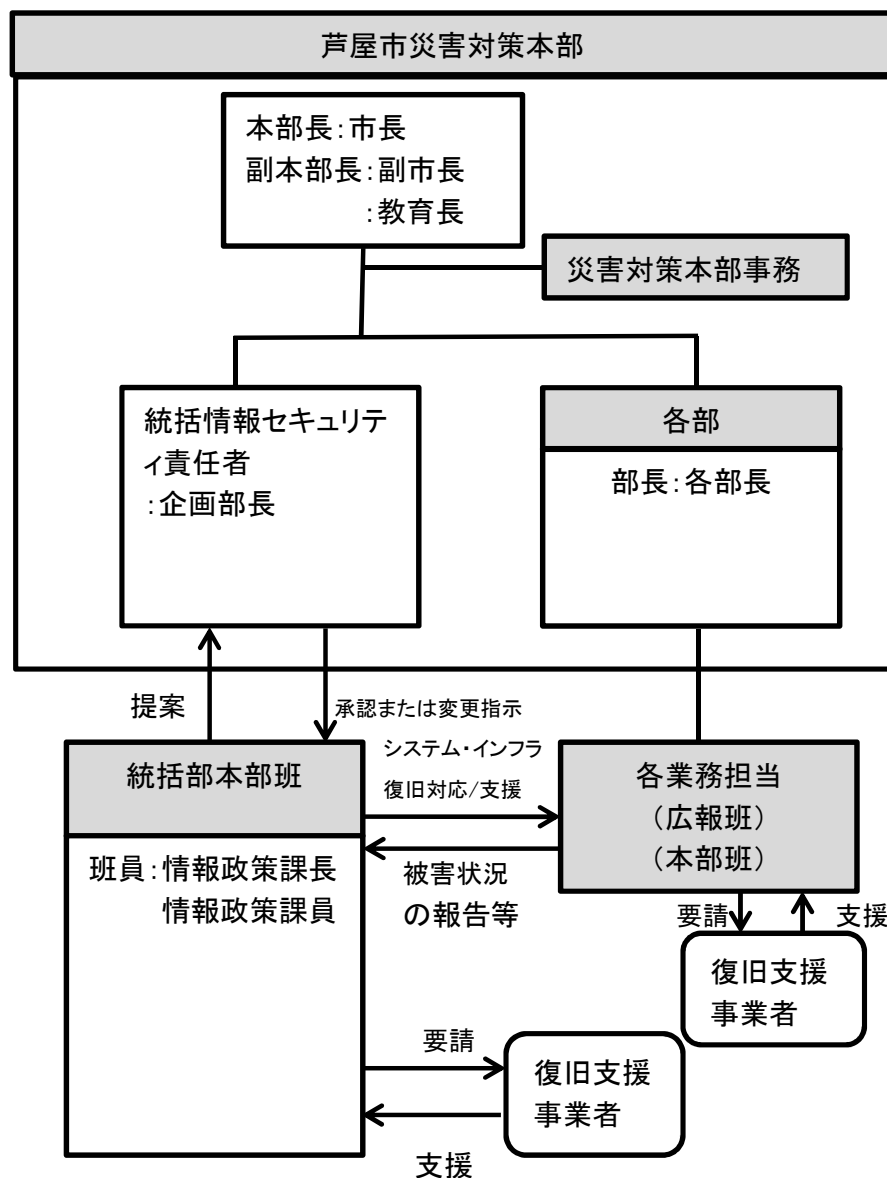 芦屋市災害対策本部
本部長：市長
副本部長：副市長
：教育長
災害対策本部事務
統括情報セキュリテ
ィ責任者
：企画部長
各部
部長：各部長
提案
承認または変更指示
システム・インフラ
復旧対応/支援
統括部本部班
班員：情報政策課長
情報政策課員
被害状況
の報告等
各業務担当
（広報班）
（本部班）
要請
支援
復旧支援
事業者
要請
復旧支援
事業者
支援